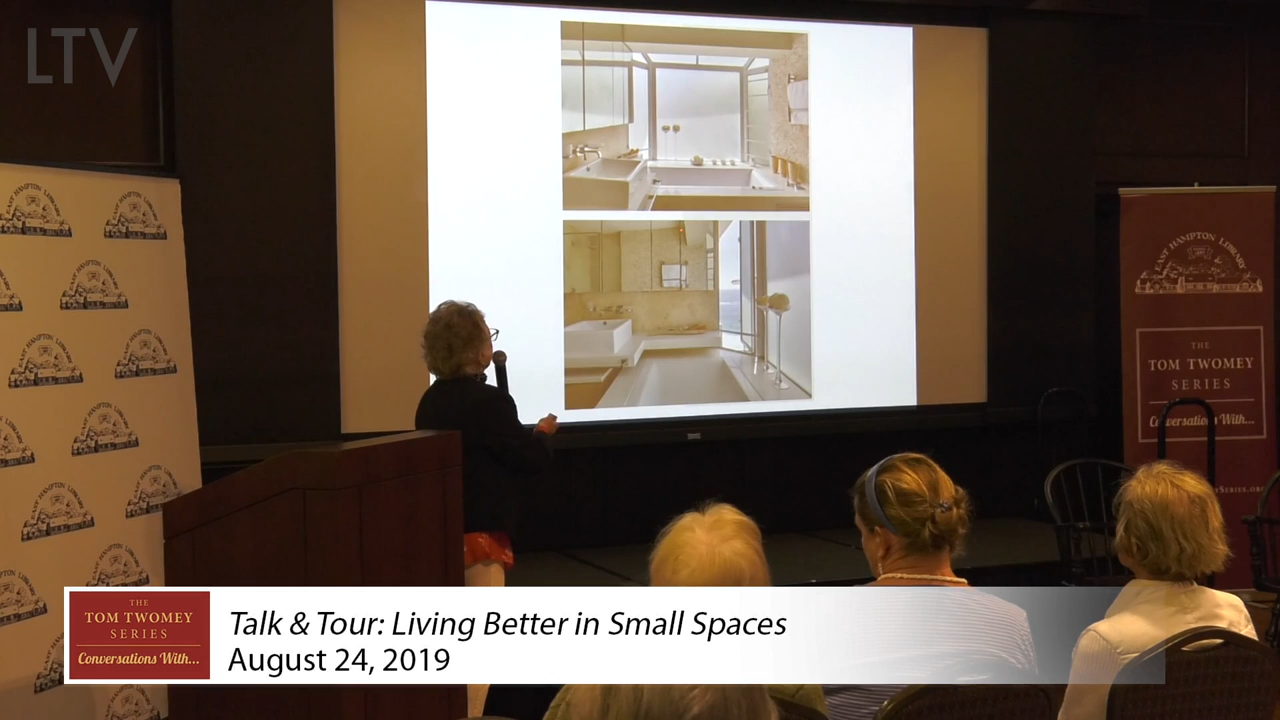 LTV
EAST HAMPTON LIBRARY
THE
TOM TWOMEY
SERIES
Conversations With...
THE
TOM TWOMEY
SERIES
Conversations With...
Talk & Tour: Living Better in Small Spaces
August 24, 2019